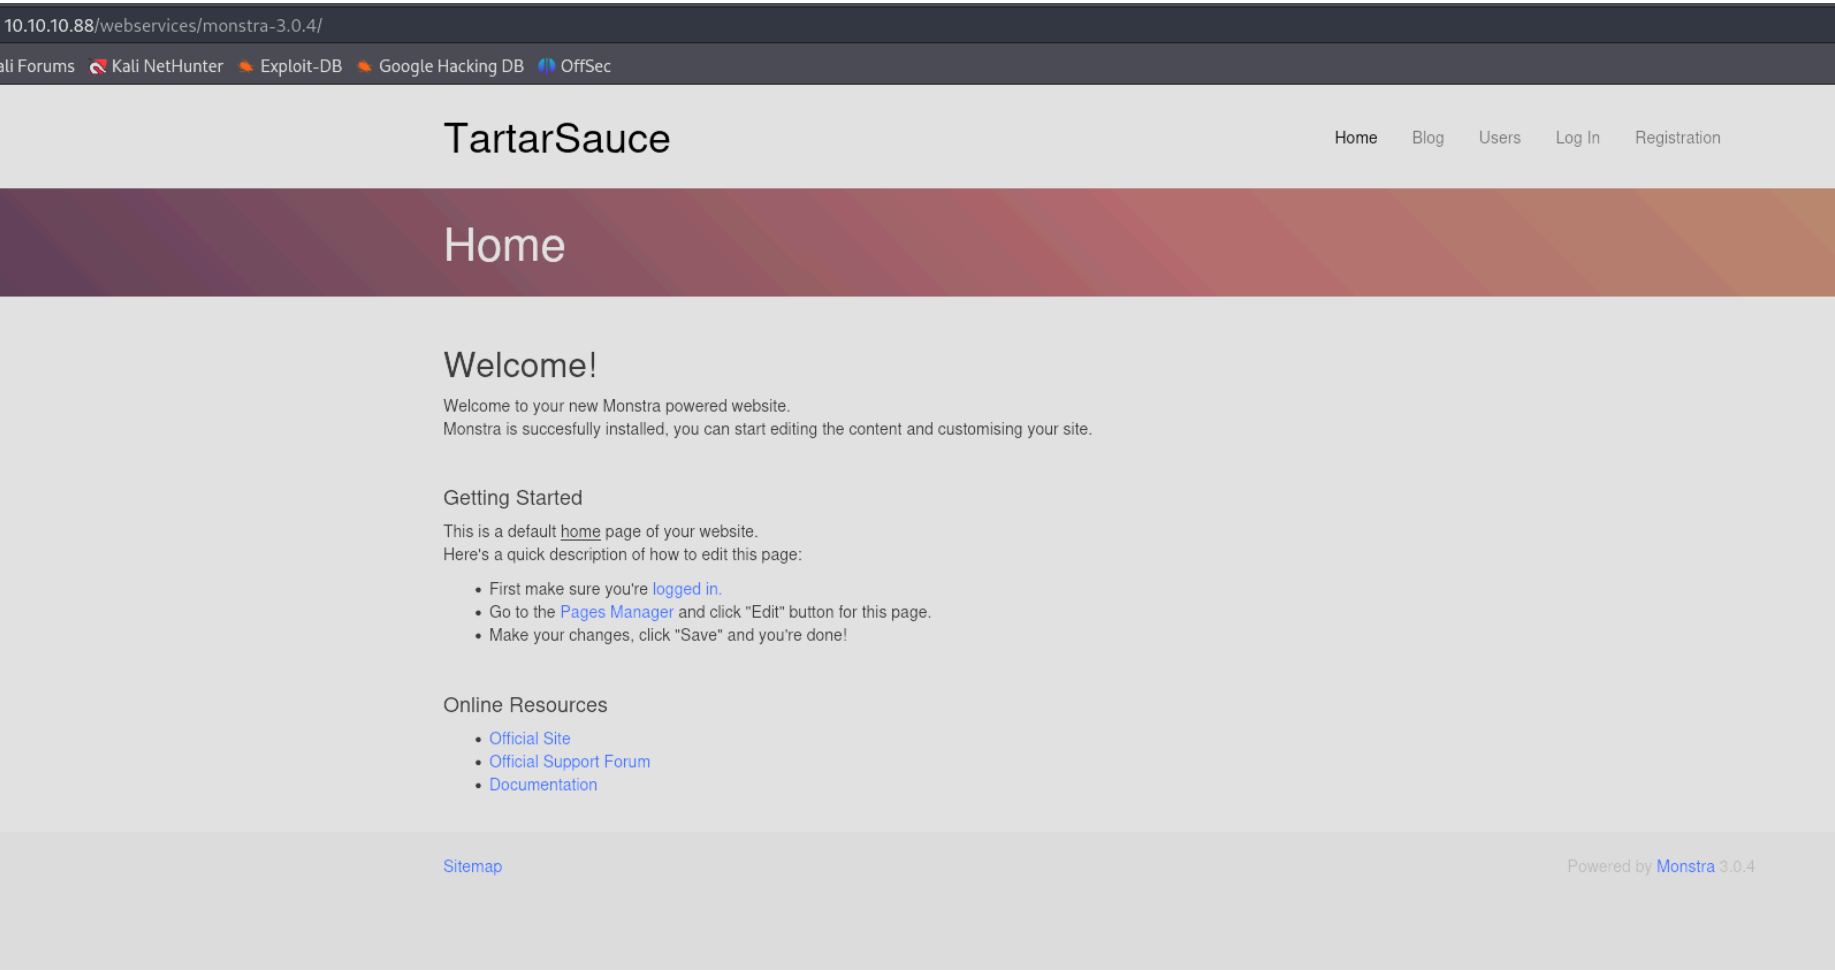 10.10.10.88/webservices/monstra-3.0.4/
Forums Kali NetHunter Exploit-DB Google Hacking DB OffSec
TartarSauce
Home Blog Users Log In Registration
Home
Welcome!
Welcome to your new Monstra powered website.
Monstra is succesfully installed, you can start editing the content and customising your site.
Getting Started
This is a default home page of your website.
Here's a quick description of how to edit this page:
First make sure you're logged in.
Go to the Pages Manager and click "Edit" button for this page.
Make your changes, click "Save" and you're done!
Online Resources
Official Site
Official Support Forum
Documentation
Sitemap
Powered by Monstra 3.0.4